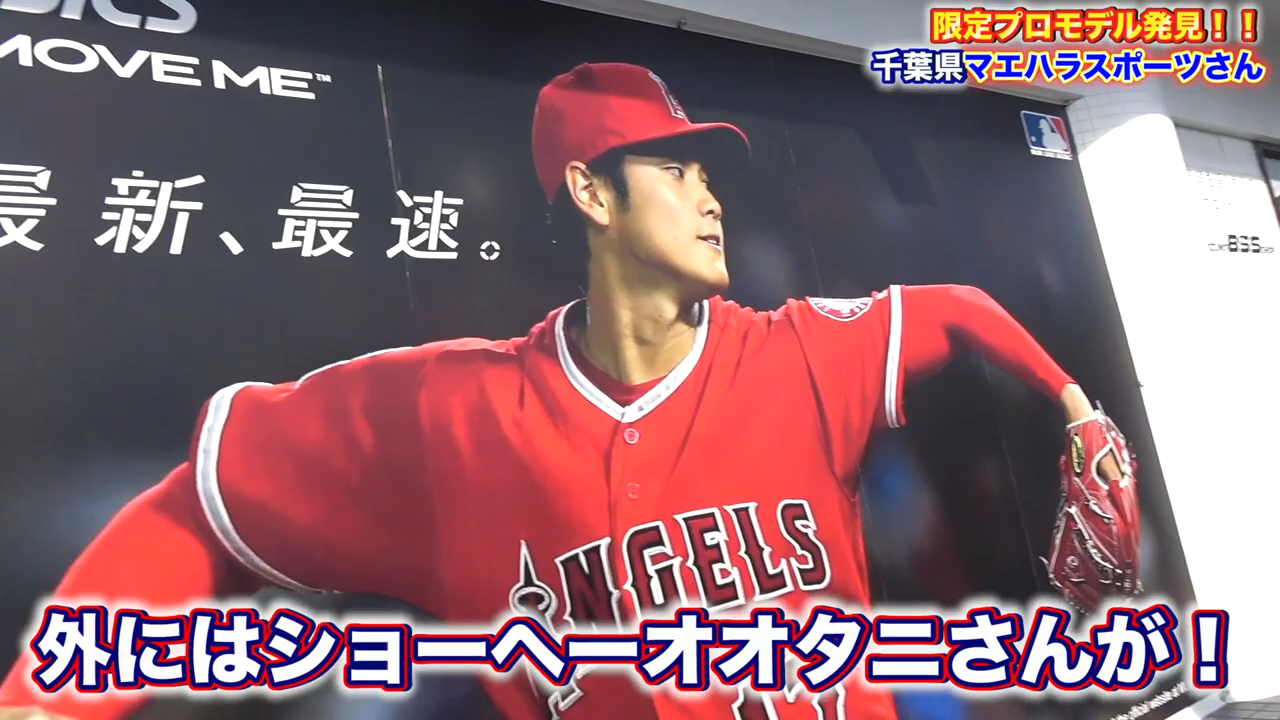 限定プロモデル発見！！
千葉県マエハラスポーツさん
MOVE ME™
最新、最速。
ANGELS
17
外にはショーヘーオオタニさんが！